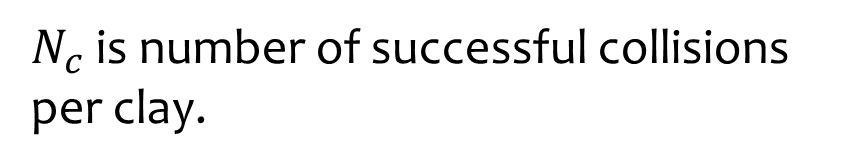 N_c is number of successful collisions
per clay.